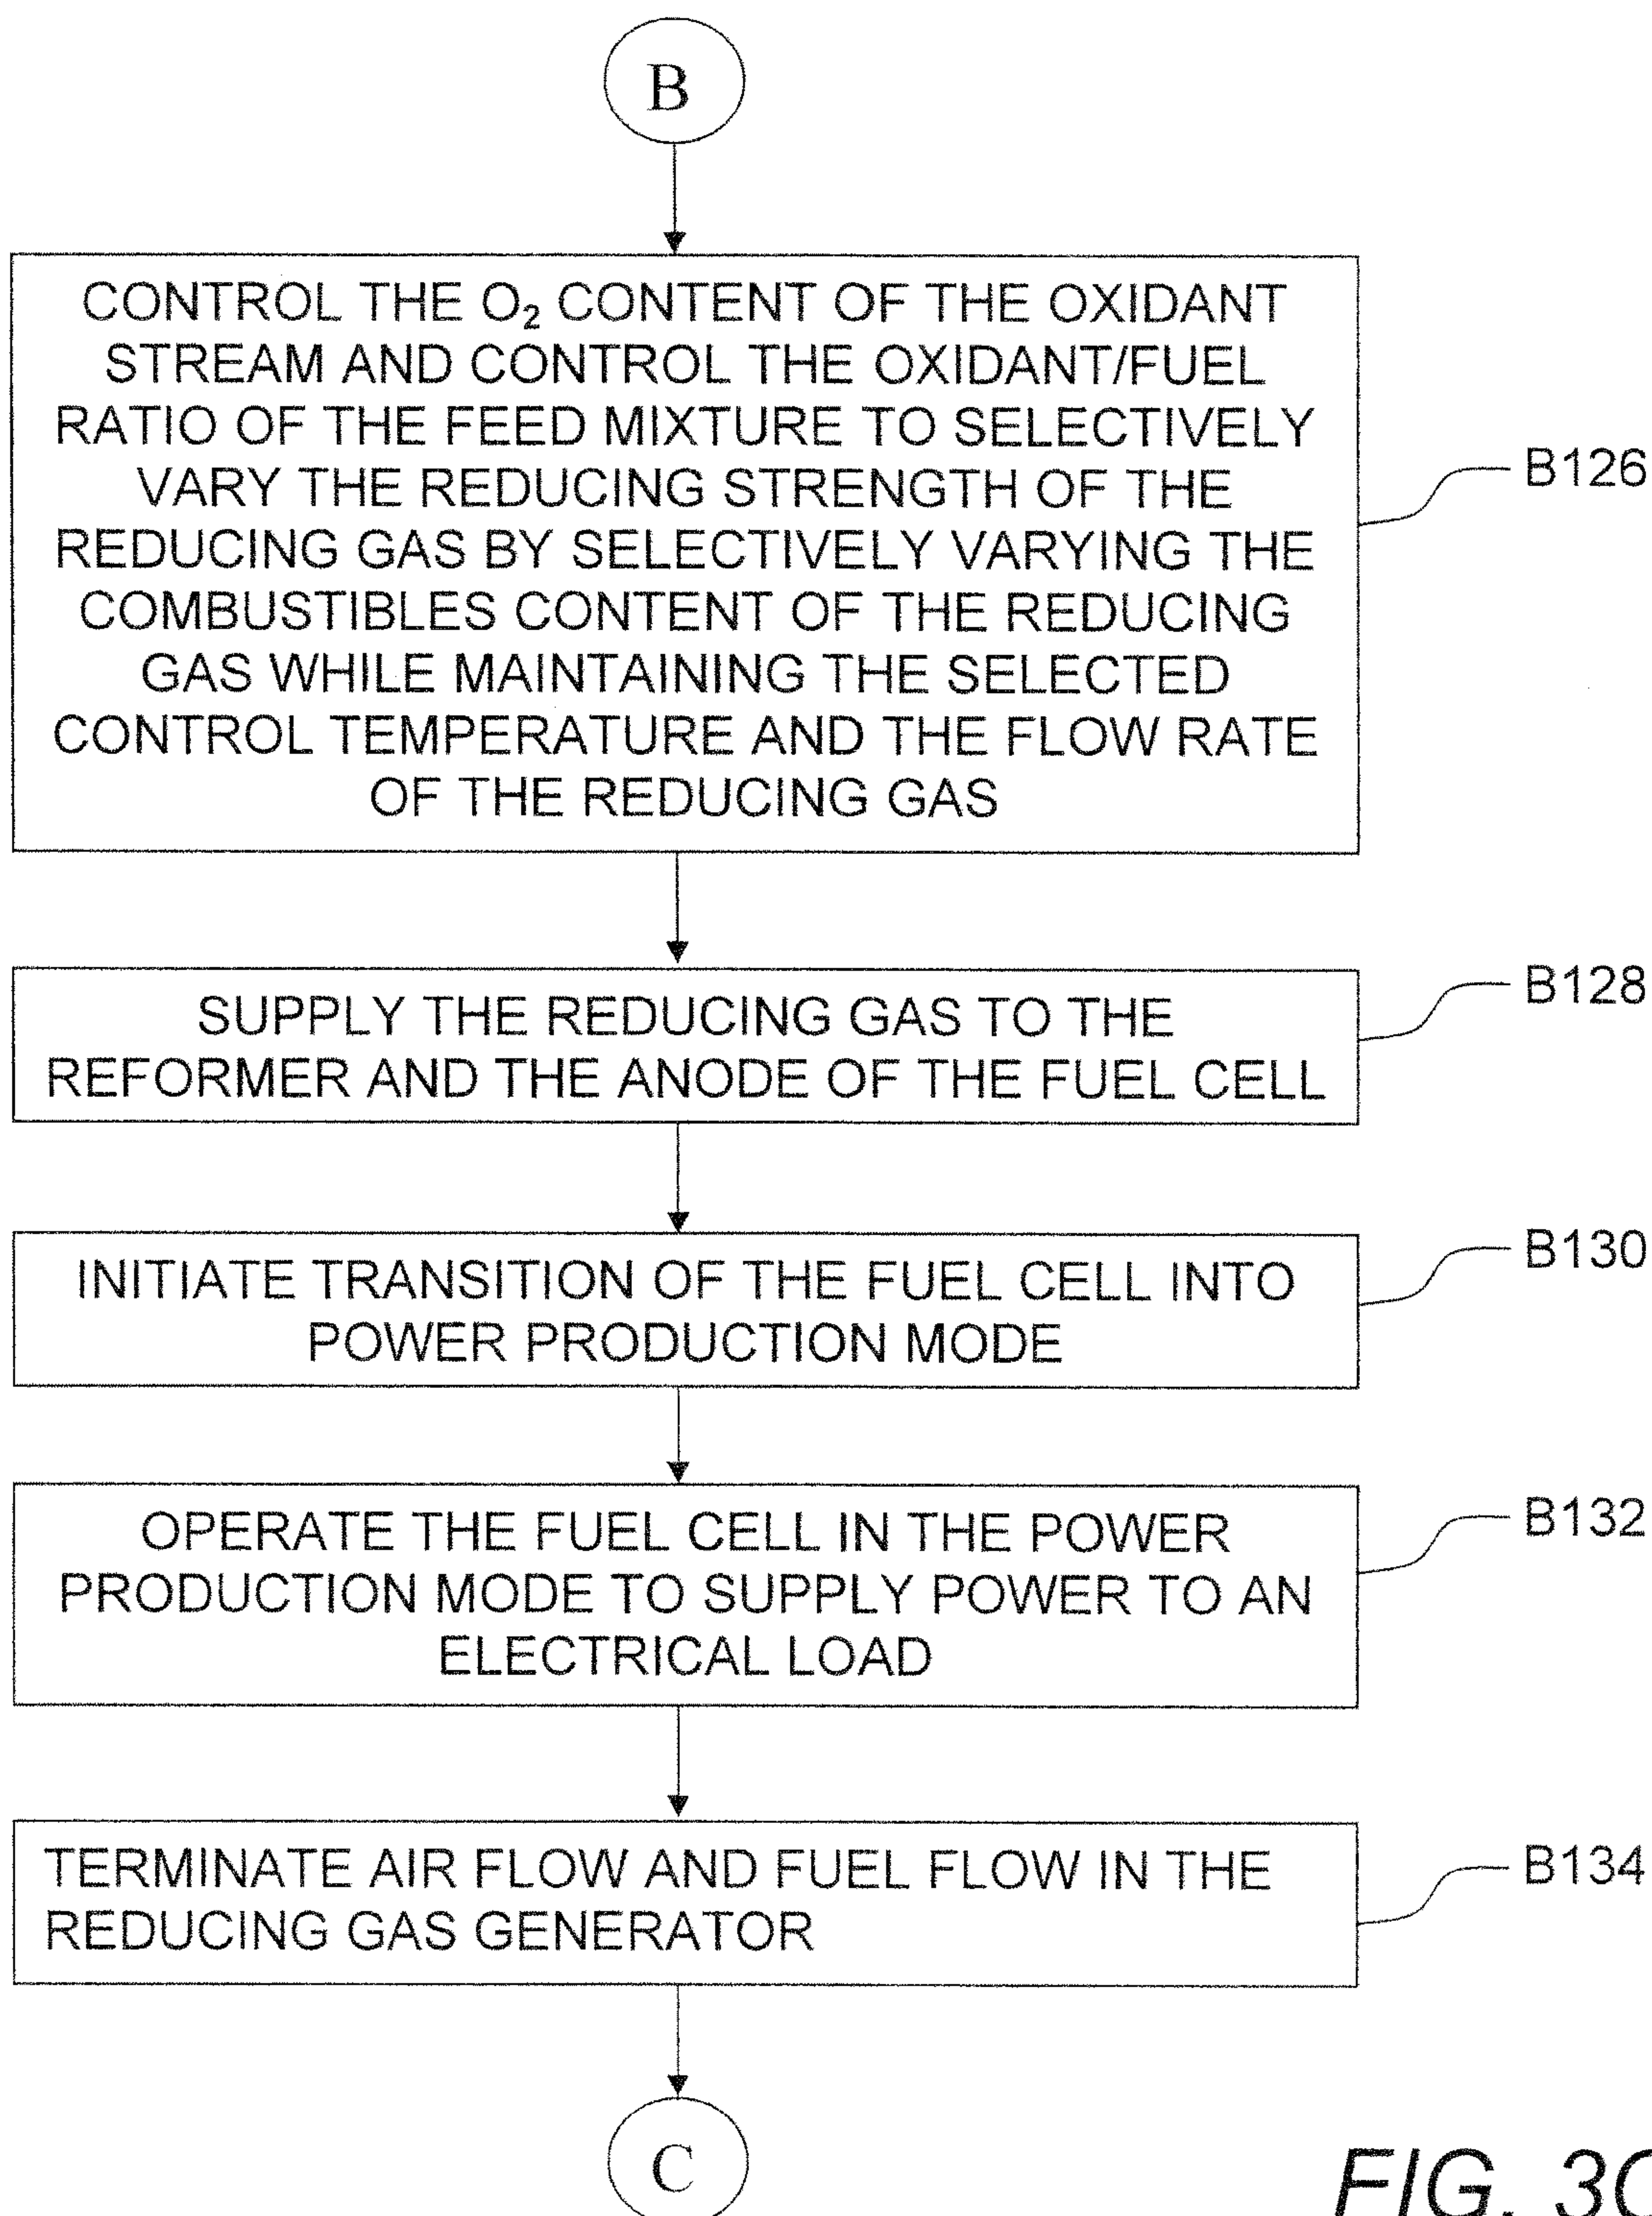 B
CONTROL THE O₂ CONTENT OF THE OXIDANT
STREAM AND CONTROL THE OXIDANT/FUEL
RATIO OF THE FEED MIXTURE TO SELECTIVELY
VARY THE REDUCING STRENGTH OF THE
REDUCING GAS BY SELECTIVELY VARYING THE
COMBUSTIBLES CONTENT OF THE REDUCING
GAS WHILE MAINTAINING THE SELECTED
CONTROL TEMPERATURE AND THE FLOW RATE
OF THE REDUCING GAS
B126
SUPPLY THE REDUCING GAS TO THE
REFORMER AND THE ANODE OF THE FUEL CELL
B128
INITIATE TRANSITION OF THE FUEL CELL INTO
POWER PRODUCTION MODE
B130
OPERATE THE FUEL CELL IN THE POWER
PRODUCTION MODE TO SUPPLY POWER TO AN
ELECTRICAL LOAD
B132
TERMINATE AIR FLOW AND FUEL FLOW IN THE
REDUCING GAS GENERATOR
B134
C
FIG. 3C